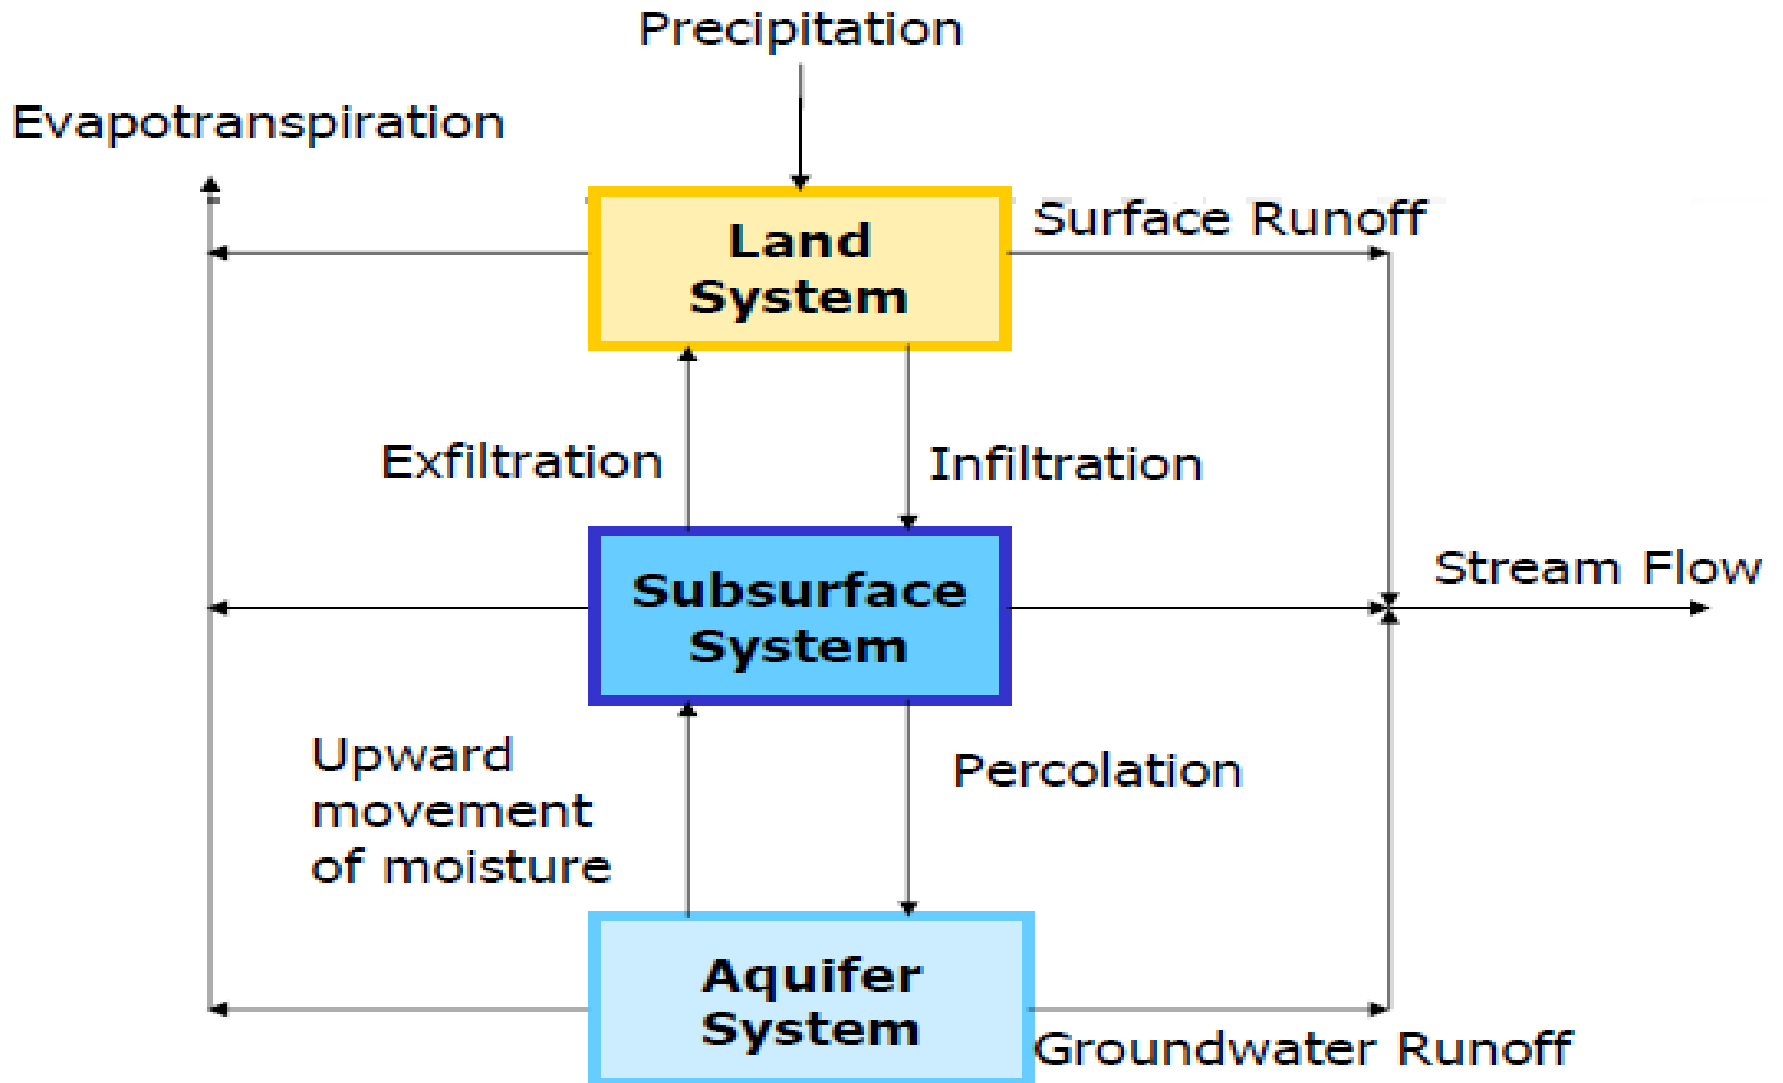 Precipitation
Evapotranspiration
Land
System
Surface Runoff
Exfiltration
Infiltration
Subsurface
System
Stream Flow
Upward
movement
of moisture
Percolation
Aquifer
System
Groundwater Runoff